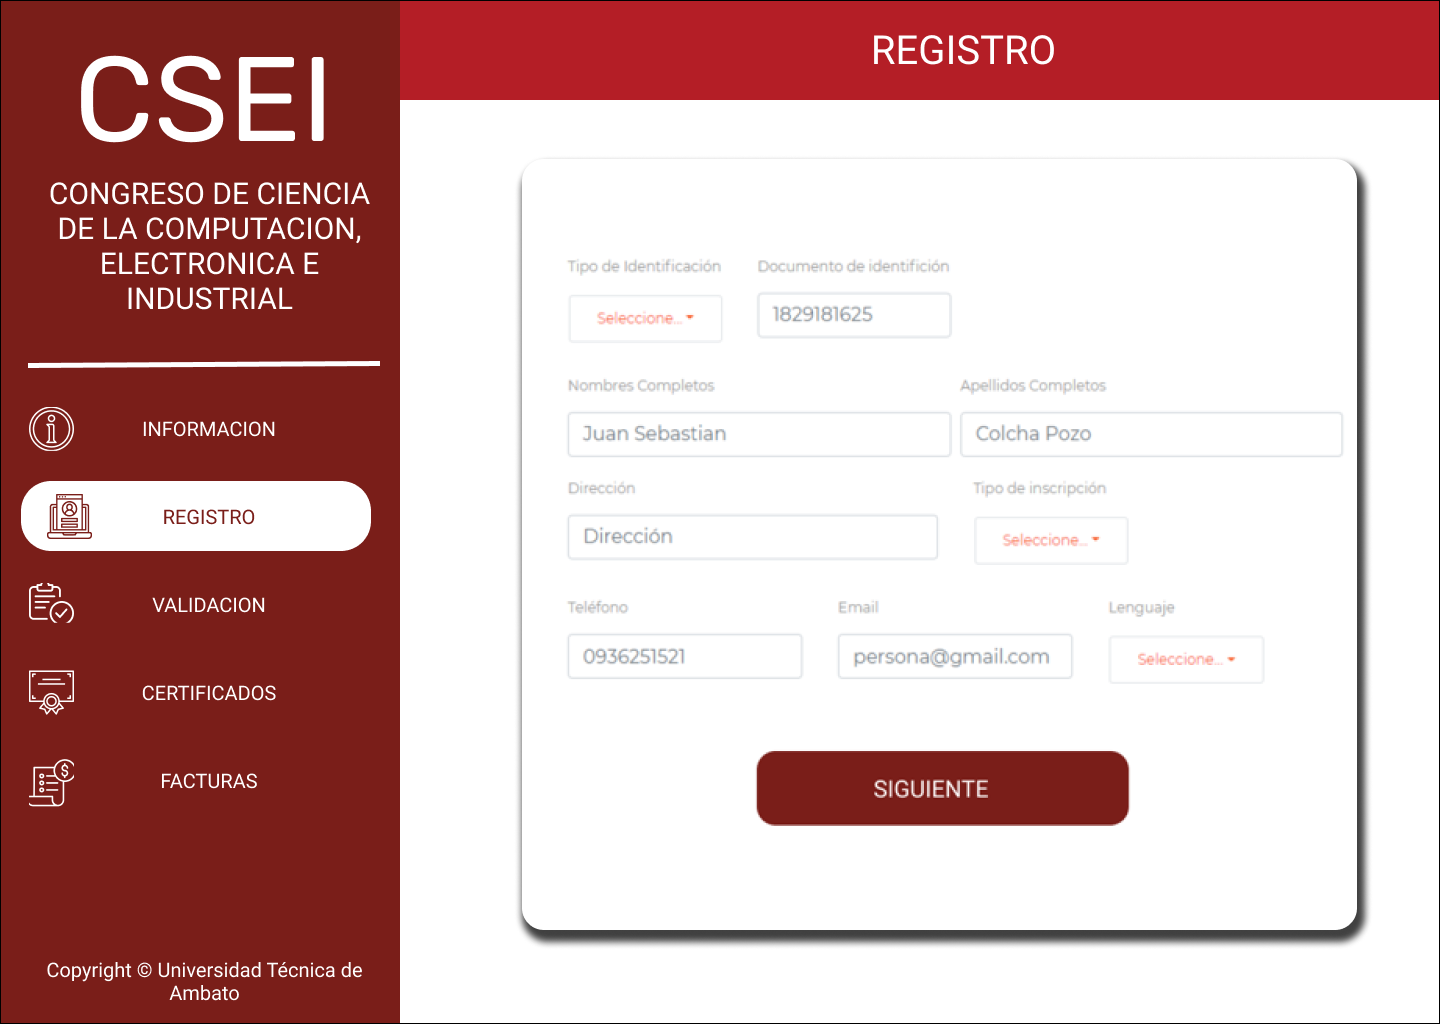 CSEI
CONGRESO DE CIENCIA
DE LA COMPUTACION,
ELECTRONICA E
INDUSTRIAL
INFORMACION
REGISTRO
VALIDACION
CERTIFICADOS
FACTURAS
Copyright © Universidad Técnica de
Ambato
REGISTRO
Tipo de Identificación Documento de identifición
Seleccione... 1829181625
Nombres Completos Apellidos Completos
Juan Sebastian Colcha Pozo
Dirección Tipo de inscripción
Dirección Seleccione...
Teléfono Email Lenguaje
0936251521 persona@gmail.com Seleccione...
SIGUIENTE